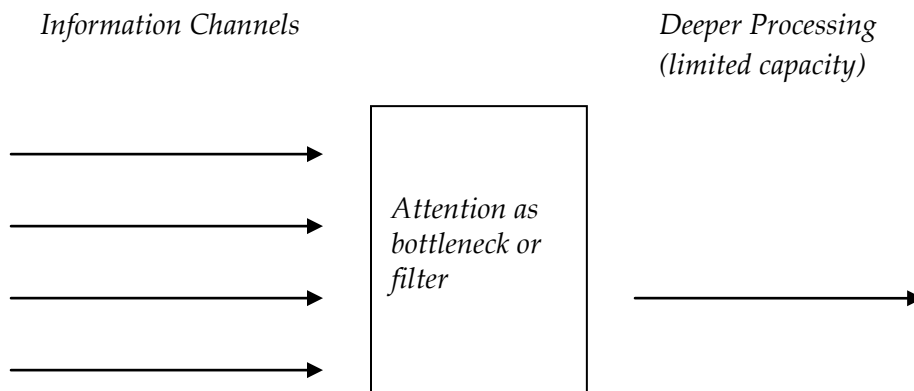 Information Channels
Deeper Processing
(limited capacity)
Attention as
bottleneck or
filter